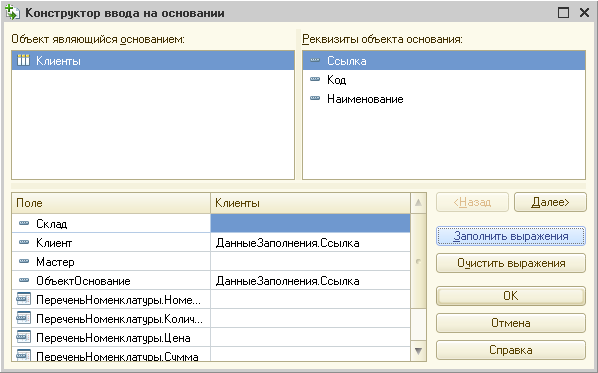 Конструктор ввода на основании
Объект являющийся основанием:
Клиенты
Реквизиты объекта основания:
Ссылка
Код
Наименование
Поле Клиенты
Склад
Клиент ДанныеЗаполнения.Ссылка
Мастер
ОбъектОснование ДанныеЗаполнения.Ссылка
ПереченьНоменклатуры.Номе...
ПереченьНоменклатуры.Колич...
ПереченьНоменклатуры.Цена
ПереченьНоменклатуры.Сумма
<Назад Далее>
Заполнить выражения
Очистить выражения
ОК
Отмена
Справка